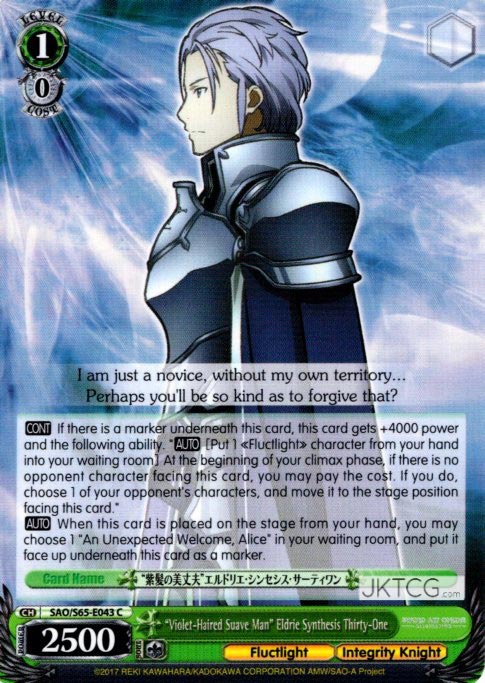 LEVEL
1
0
COST
I am just a novice, without my own territory...
Perhaps you'll be so kind as to forgive that?
CONT If there is a marker underneath this card, this card gets +4000 power
and the following ability. "AUTO [Put 1 «Fluctlight» character from your hand
into your waiting room] At the beginning of your climax phase, if there is no
opponent character facing this card, you may pay the cost. If you do,
choose 1 of your opponent's characters, and move it to the stage position
facing this card."
AUTO When this card is placed on the stage from your hand, you may
choose 1 "An Unexpected Welcome, Alice" in your waiting room, and put it
face up underneath this card as a marker.
Card Name
"紫髪の美丈夫"エルドリエ・シンセシス・サーティワン
JKTCG.com
CH SAO/S65-E043 C
POWER 2500 SOUL
"Violet-Haired Suave Man" Eldrie Synthesis Thirty-One
SWORD ART ONLINE
Fluctlight
Integrity Knight
©2017 REKI KAWAHARA/KADOKAWA CORPORATION AMW/SAO-A Project